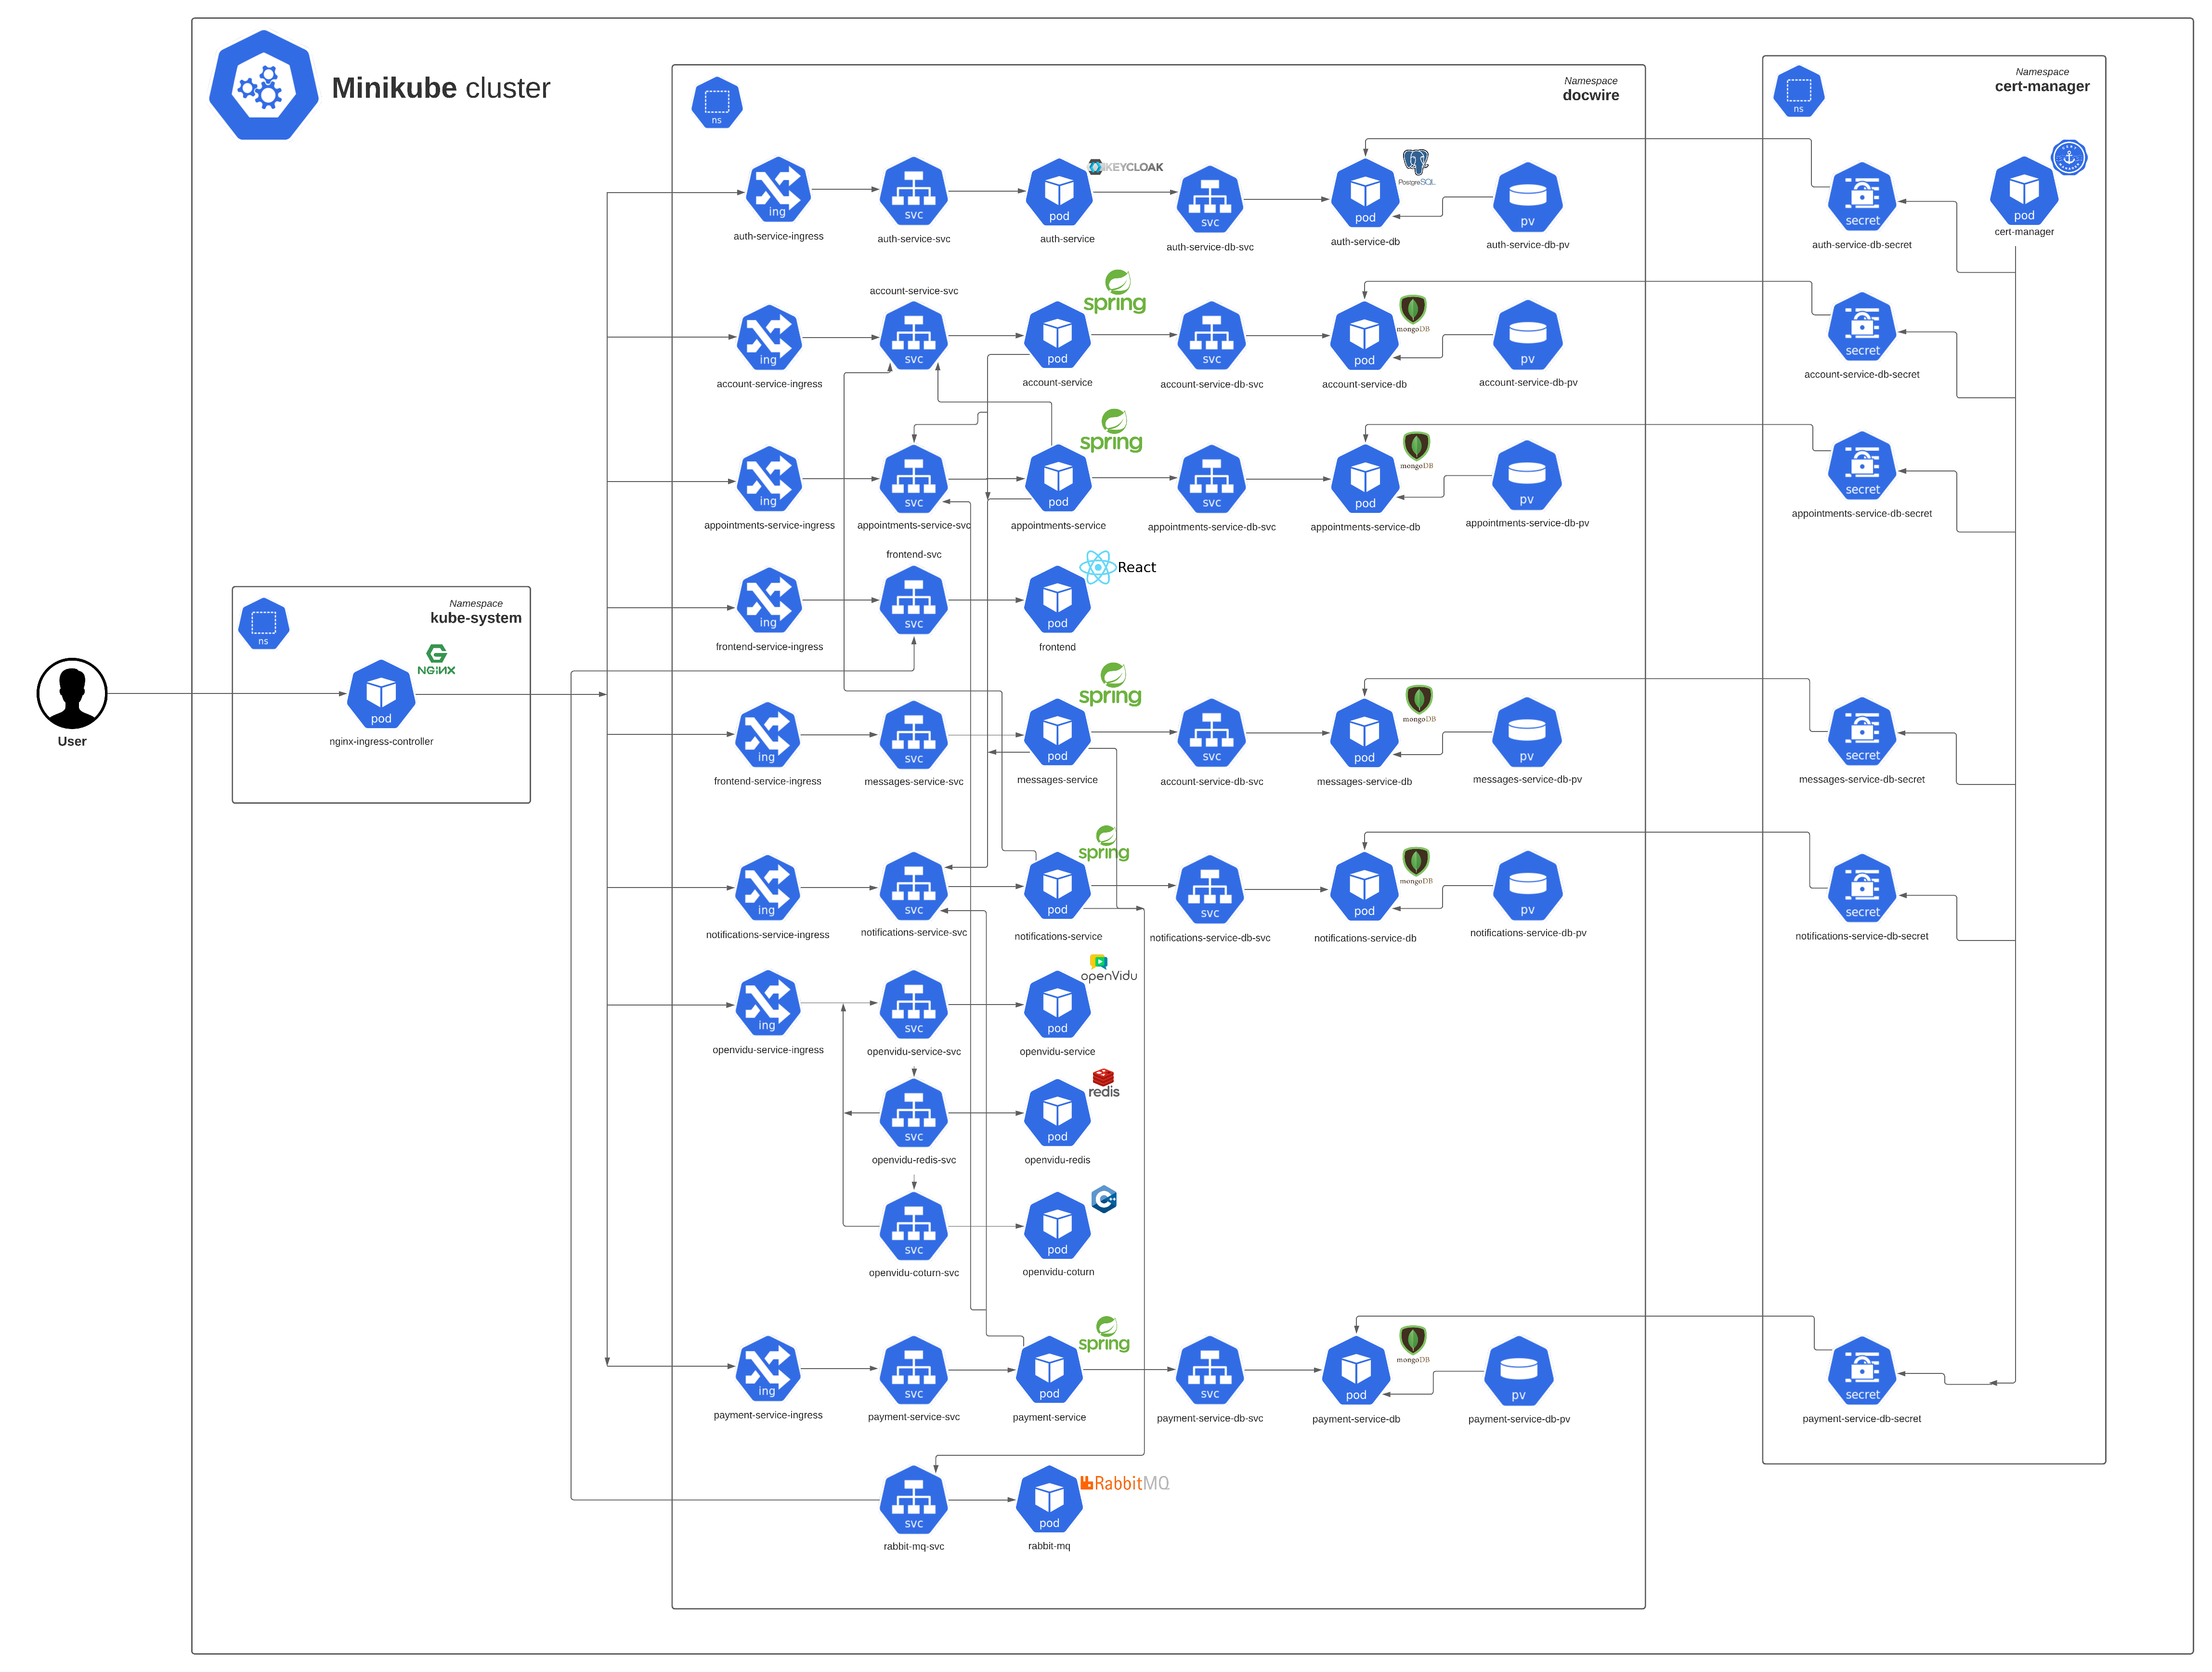 Minikube cluster
Namespace
docwire
ns
Namespace
cert-manager
ns
KEYCLOAK
PostgreSQL
ing
svc
pod
svc
pod
pv
secret
pod
auth-service-ingress
auth-service-svc
auth-service
auth-service-db-svc
auth-service-db
auth-service-db-pv
auth-service-db-secret
cert-manager
account-service-svc
spring
mongoDB
ing
svc
pod
svc
pod
pv
secret
account-service-ingress
account-service
account-service-db-svc
account-service-db
account-service-db-pv
account-service-db-secret
spring
mongoDB
ing
svc
pod
svc
pod
pv
secret
appointments-service-ingress
appointments-service-svc
appointments-service
appointments-service-db-svc
appointments-service-db
appointments-service-db-pv
appointments-service-db-secret
frontend-svc
React
ing
svc
pod
frontend-service-ingress
frontend
Namespace
kube-system
ns
NGINX
pod
nginx-ingress-controller
User
spring
mongoDB
ing
svc
pod
svc
pod
pv
secret
frontend-service-ingress
messages-service-svc
messages-service
account-service-db-svc
messages-service-db
messages-service-db-pv
messages-service-db-secret
spring
mongoDB
ing
svc
pod
svc
pod
pv
secret
notifications-service-ingress
notifications-service-svc
notifications-service
notifications-service-db-svc
notifications-service-db
notifications-service-db-pv
notifications-service-db-secret
openVidu
ing
svc
pod
openvidu-service-ingress
openvidu-service-svc
openvidu-service
redis
svc
pod
openvidu-redis-svc
openvidu-redis
C++
svc
pod
openvidu-coturn-svc
openvidu-coturn
spring
mongoDB
ing
svc
pod
svc
pod
pv
secret
payment-service-ingress
payment-service-svc
payment-service
payment-service-db-svc
payment-service-db
payment-service-db-pv
payment-service-db-secret
RabbitMQ
svc
pod
rabbit-mq-svc
rabbit-mq